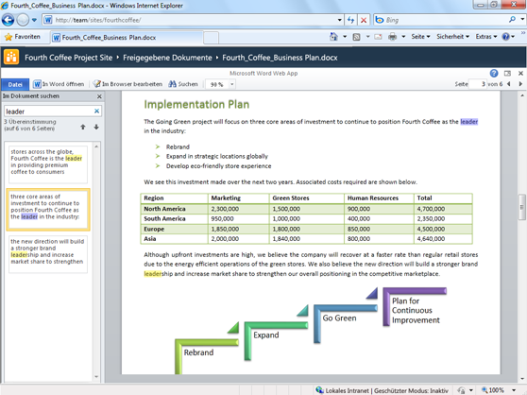 Fourth_Coffee_Business Plan.docx - Windows Internet Explorer
http://team/sites/fourthcoffee/
Bing
Favoriten
Fourth_Coffee_Business Plan.docx
Seite
Sicherheit
Extras
Fourth Coffee Project Site
Freigegebene Dokumente
Fourth_Coffee_Business Plan.docx
Microsoft Word Web App
Datei
In Word öffnen
Im Browser bearbeiten
Suchen
90%
Seite
3 von 6
Im Dokument suchen
leader
3 Übereinstimmung
(auf 6 von 6 Seiten)
stores across the globe,
Fourth Coffee is the leader
in providing premium
coffee to consumers
three core areas of
investment to continue to
position Fourth Coffee as
the leader in the industry:
the new direction will build
a stronger brand
leadership and increase
market share to strengthen
Implementation Plan
The Going Green project will focus on three core areas of investment to continue to position Fourth Coffee as the leader
in the industry:
Rebrand
Expand in strategic locations globally
Develop eco-friendly store experience
We see this investment made over the next two years. Associated costs required are shown below.
Region Marketing Green Stores Human Resources Total
North America 2,300,000 1,500,000 900,000 4,700,000
South America 950,000 1,000,000 400,000 2,350,000
Europe 1,850,000 1,800,000 850,000 4,500,000
Asia 2,000,000 1,840,000 800,000 4,640,000
Although upfront investments are high, we believe the company will recover at a faster rate than regular retail stores
due to the energy efficient operations of the green stores. We also believe the new direction will build a stronger brand
leadership and increase market share to strengthen our overall positioning in the competitive marketplace.
Rebrand
Expand
Go Green
Plan for
Continuous
Improvement
Lokales Intranet | Geschützter Modus: Inaktiv
100%